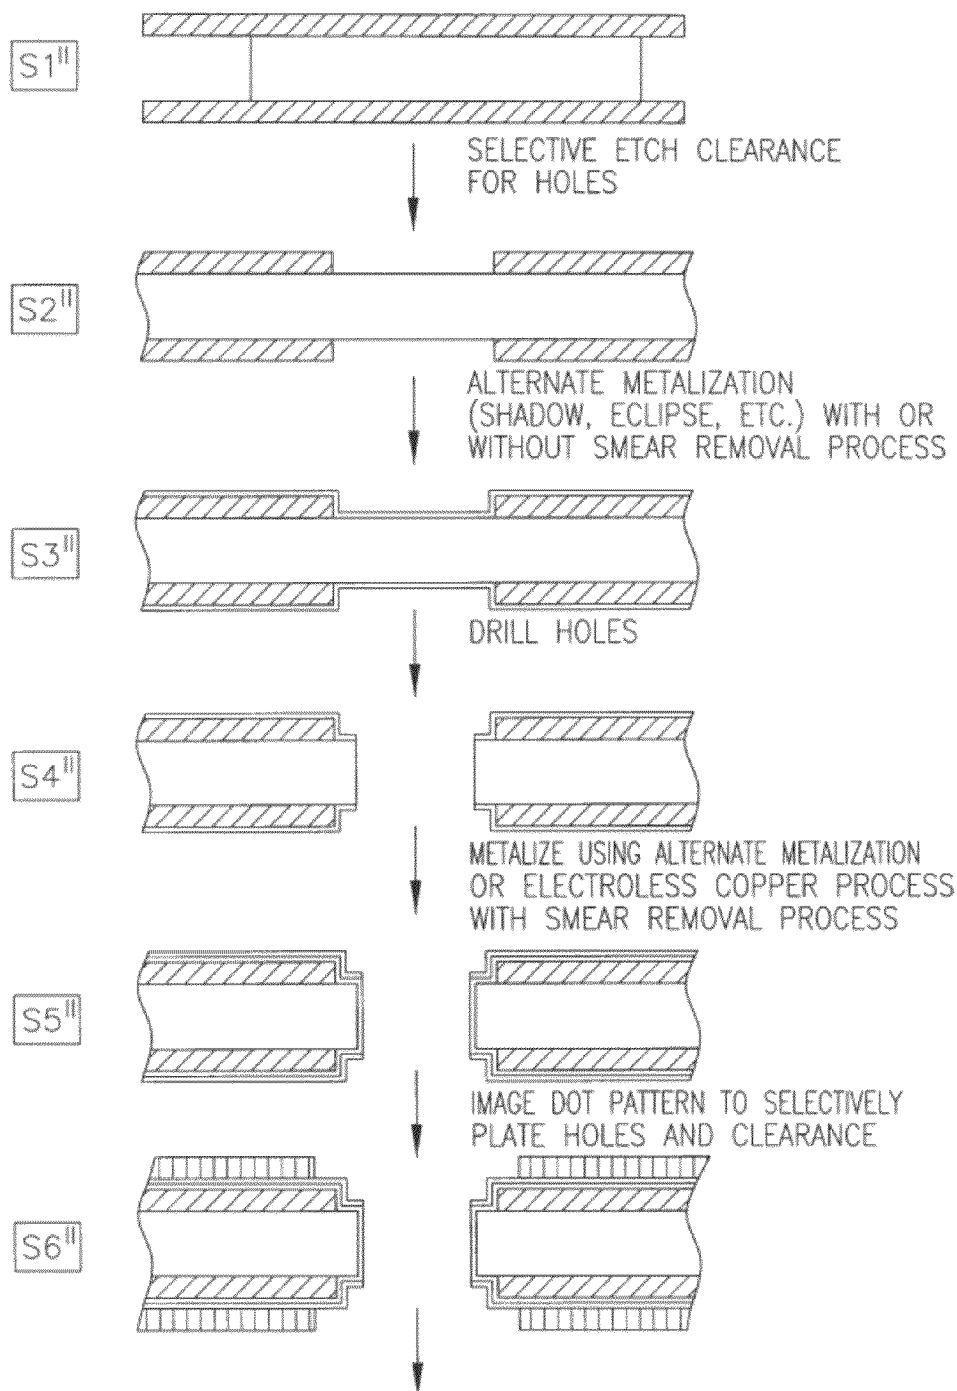 S1"
SELECTIVE ETCH CLEARANCE
FOR HOLES
S2"
ALTERNATE METALIZATION
(SHADOW, ECLIPSE, ETC.) WITH OR
WITHOUT SMEAR REMOVAL PROCESS
S3"
DRILL HOLES
S4"
METALIZE USING ALTERNATE METALIZATION
OR ELECTROLESS COPPER PROCESS
WITH SMEAR REMOVAL PROCESS
S5"
IMAGE DOT PATTERN TO SELECTIVELY
PLATE HOLES AND CLEARANCE
S6"